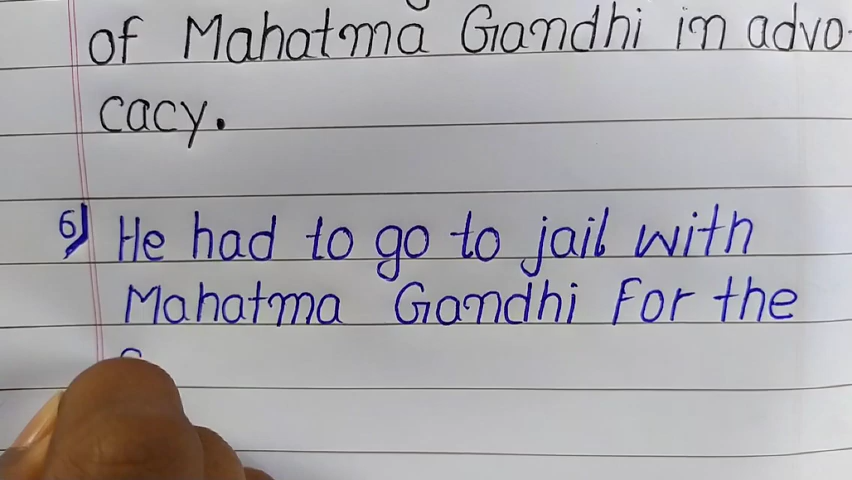 of Mahatma Gandhi in advo-
cacy.
6) He had to go to jail with
Mahatma Gandhi For the